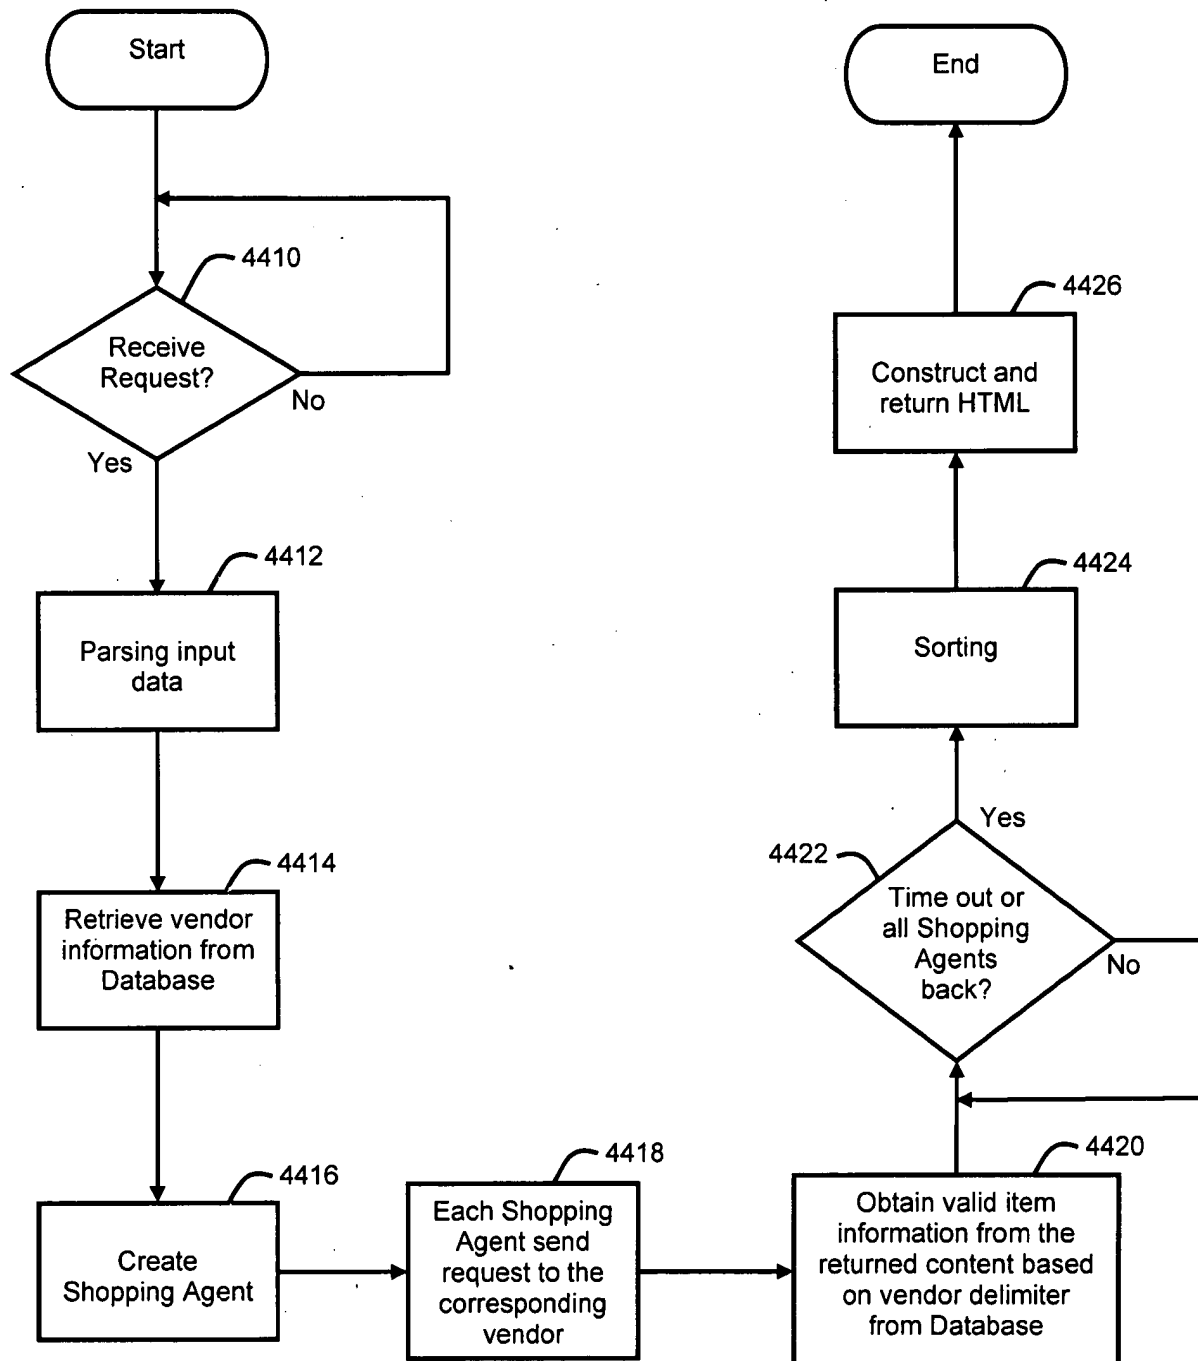 Start
4410
Receive
Request?
No
Yes
4412
Parsing input
data
4414
Retrieve vendor
information from
Database
4416
Create
Shopping Agent
4418
Each Shopping
Agent send
request to the
corresponding
vendor
4420
Obtain valid item
information from the
returned content based
on vendor delimiter
from Database
4422
Time out or
all Shopping
Agents
back?
No
Yes
4424
Sorting
4426
Construct and
return HTML
End